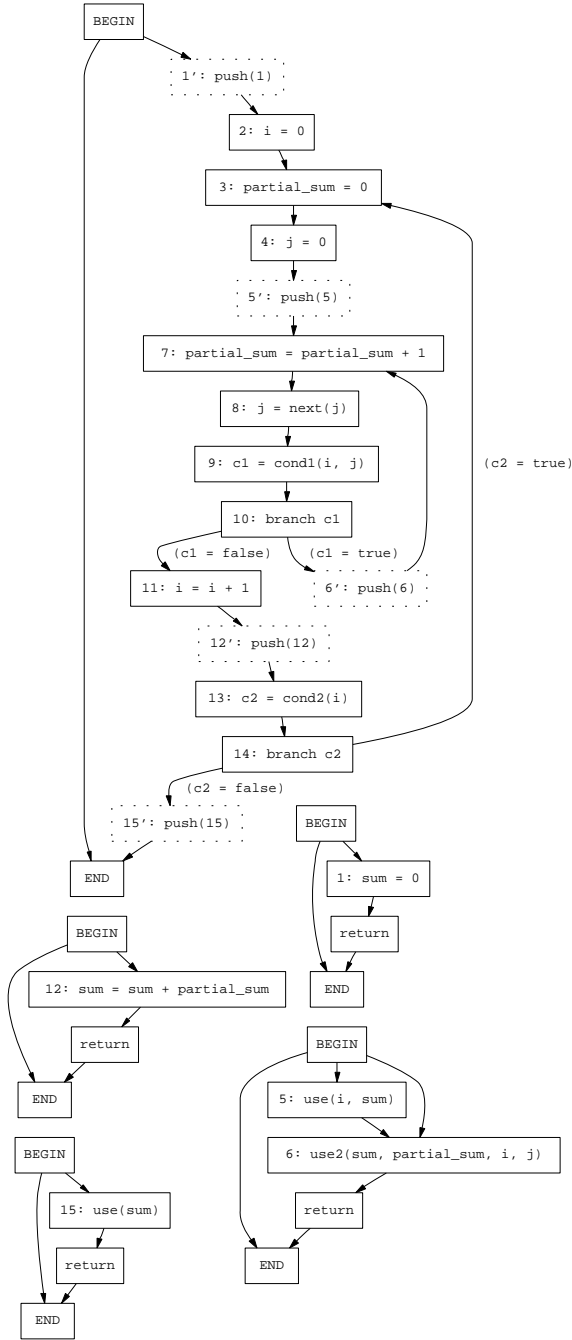 BEGIN
1': push(1)
2: i = 0
3: partial_sum = 0
4: j = 0
5': push(5)
7: partial_sum = partial_sum + 1
8: j = next(j)
9: c1 = cond1(i, j)
(c2 = true)
10: branch c1
(c1 = false)
(c1 = true)
11: i = i + 1
6': push(6)
12': push(12)
13: c2 = cond2(i)
14: branch c2
(c2 = false)
15': push(15)
END
BEGIN
1: sum = 0
return
END
BEGIN
12: sum = sum + partial_sum
return
END
BEGIN
5: use(i, sum)
6: use2(sum, partial_sum, i, j)
return
END
BEGIN
15: use(sum)
return
END